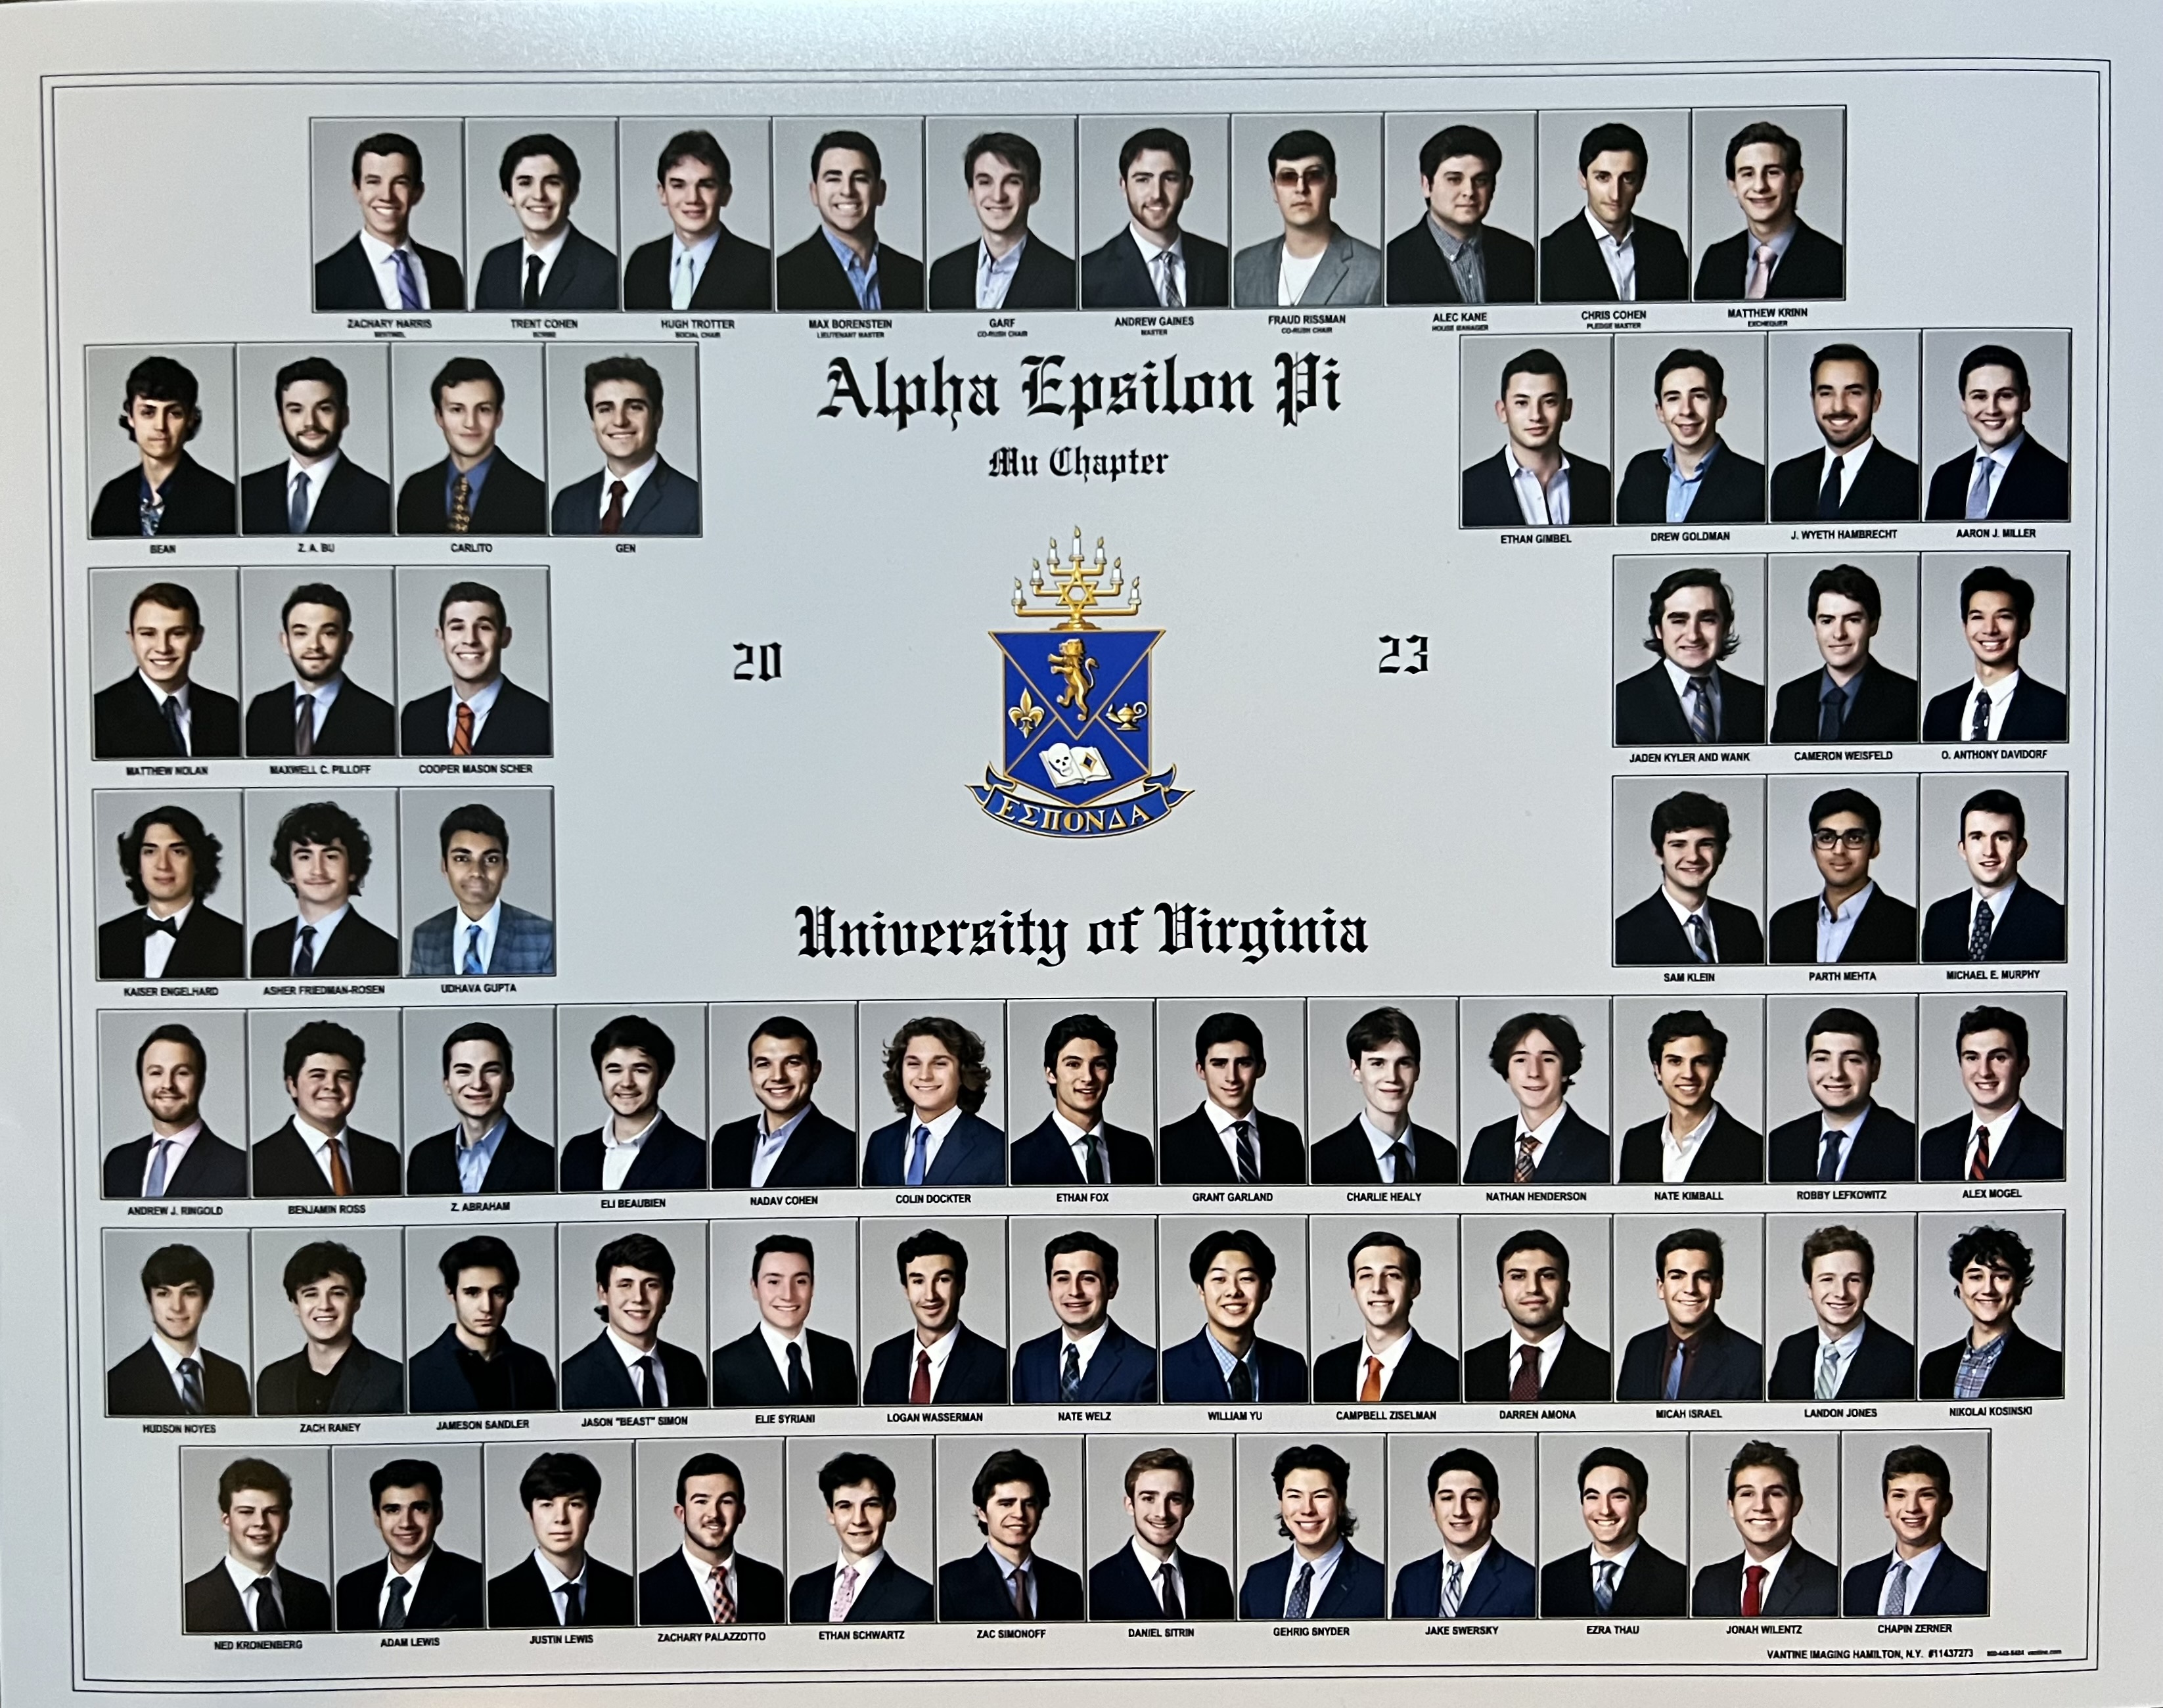 ZACHARY HARRIS
SENTINEL
TRENT COHEN
SCRIBE
HUGH TROTTER
SOCIAL CHAIR
MAX BORENSTEIN
LIEUTENANT MASTER
GARF
CO-RUSH CHAIR
ANDREW GAINES
MASTER
FRAUD RISSMAN
CO-RUSH CHAIR
ALEC KANE
HOUSE MANAGER
CHRIS COHEN
PLEDGE MASTER
MATTHEW KRINN
EXCHEQUER
Alpha Epsilon Pi
Mu Chapter
BEAN
Z. A. BU
CARLITO
GEN
ETHAN GIMBEL
DREW GOLDMAN
J. WYETH HAMBRECHT
AARON J. MILLER
20
23
MATTHEW NOLAN
MAXWELL C. PILLOFF
COOPER MASON SCHER
JADEN KYLER AND WANK
CAMERON WEISFELD
O. ANTHONY DAVIDORF
ΕΣΠΟΝΔΑ
University of Virginia
KAISER ENGELHARD
ASHER FRIEDMAN-ROSEN
UDHAVA GUPTA
SAM KLEIN
PARTH MEHTA
MICHAEL E. MURPHY
ANDREW J. RINGOLD
BENJAMIN ROSS
Z. ABRAHAM
ELI BEAUBIEN
NADAV COHEN
COLIN DOCKTER
ETHAN FOX
GRANT GARLAND
CHARLIE HEALY
NATHAN HENDERSON
NATE KIMBALL
ROBBY LEFKOWITZ
ALEX MOGEL
HUDSON NOYES
ZACH RANEY
JAMESON SANDLER
JASON "BEAST" SIMON
ELIE SYRIANI
LOGAN WASSERMAN
NATE WELZ
WILLIAM YU
CAMPBELL ZISELMAN
DARREN AMONA
MICAH ISRAEL
LANDON JONES
NIKOLAI KOSINSKI
NED KRONENBERG
ADAM LEWIS
JUSTIN LEWIS
ZACHARY PALAZZOTTO
ETHAN SCHWARTZ
ZAC SIMONOFF
DANIEL SITRIN
GEHRIG SNYDER
JAKE SWERSKY
EZRA THAU
JONAH WILENTZ
CHAPIN ZERNER
VANTINE IMAGING HAMILTON, N.Y. #11437273 vantine.com